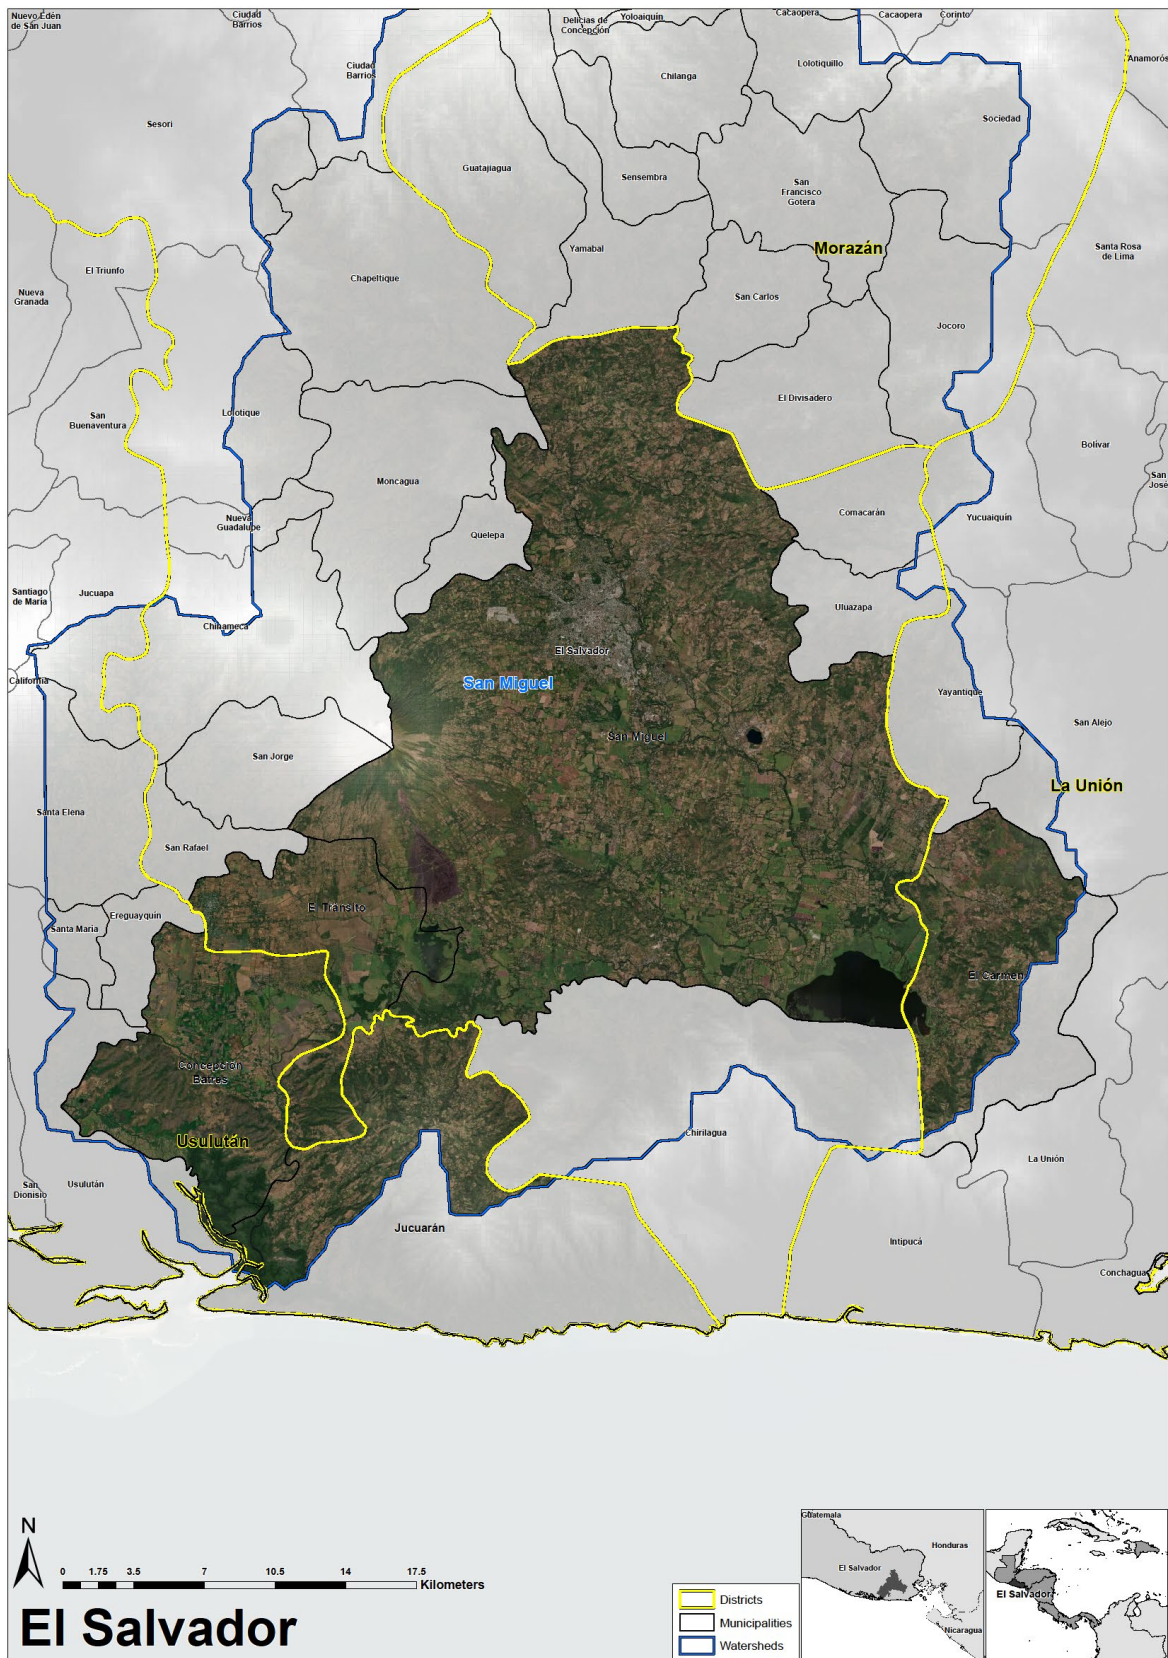 Nuevo Edén
de San Juan
Ciudad
Barrios
Delicias de
Concepción
Yoloaiquín
Cacaopera
Cacaopera
Corinto
Ciudad
Barrios
Chilanga
Lolotiquillo
Anamorós
Sesori
Sociedad
Guatajiagua
Sensembra
San
Francisco
Gotera
El Triunfo
Chapeltique
Yamabal
Morazán
Santa Rosa
de Lima
Nueva
Granada
San Carlos
Jocoro
San
Buenaventura
Lolotique
El Divisadero
Bolivar
San
José
Moncagua
Nueva
Guadalupe
Quelepa
Comacarán
Yucuaiquín
Santiago
de María
Jucuapa
Chinameca
Uluazapa
El Salvador
California
San Miguel
Yayantique
San Alejo
San Miguel
San Jorge
La Unión
Santa Elena
San Rafael
El Tránsito
Ereguayquín
Santa María
El Carmen
Concepción
Batres
Usulután
Chirilagua
La Unión
San
Dionisio
Usulután
Jucuarán
Intipucá
Conchagua
N
0 1.75 3.5 7 10.5 14 17.5
Kilometers
El Salvador
Districts
Municipalities
Watersheds
Guatemala
Honduras
El Salvador
Nicaragua
El Salvador